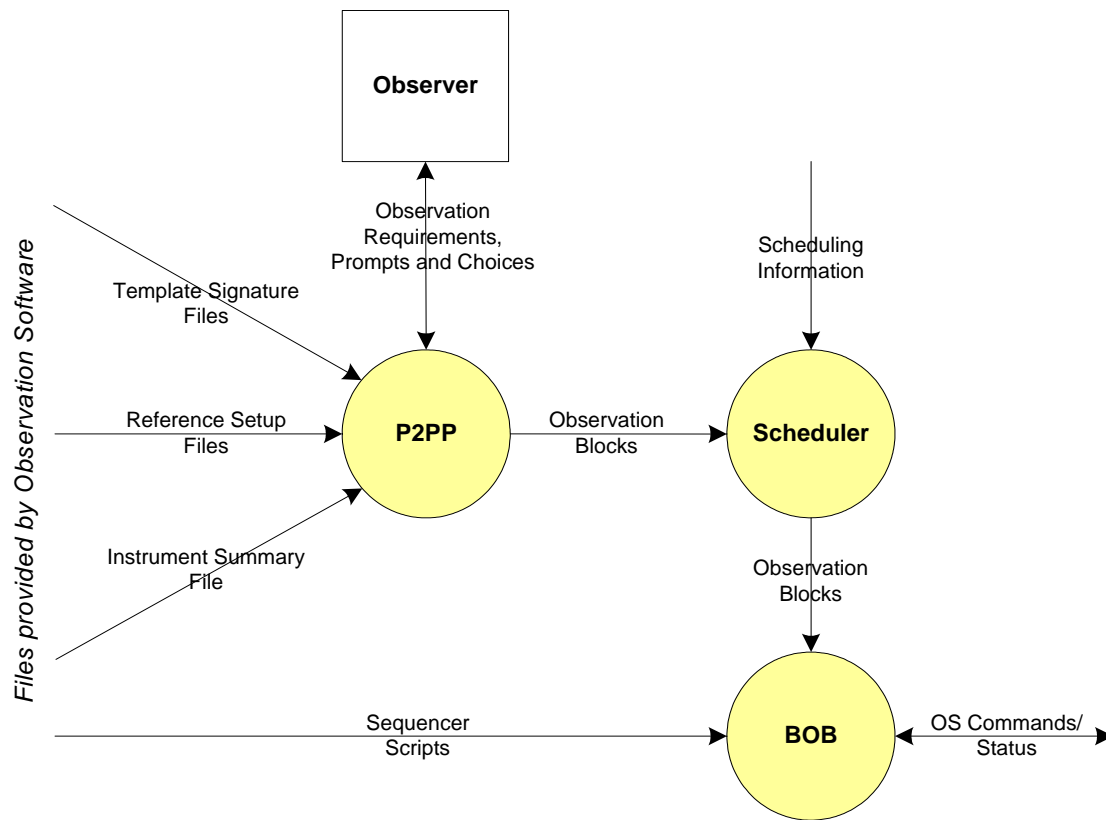 Observer
Observation
Requirements,
Prompts and Choices
Scheduling
Information
Files provided by Observation Software
Template Signature
Files
Reference Setup
Files
P2PP
Observation
Blocks
Scheduler
Instrument Summary
File
Observation
Blocks
Sequencer
Scripts
BOB
OS Commands/
Status